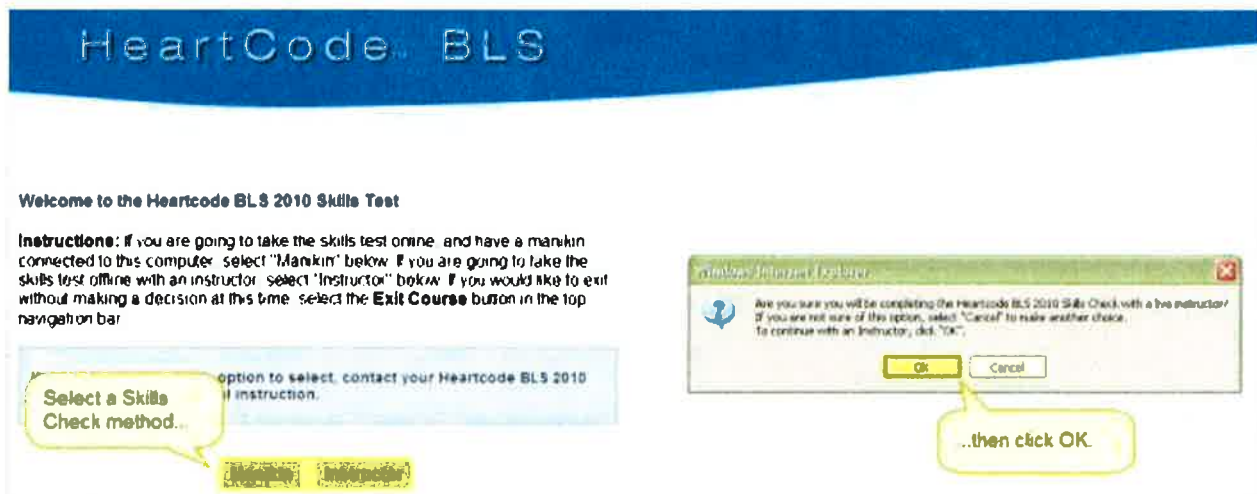 HeartCode BLS
Welcome to the Heartcode BLS 2010 Skills Test
Instructions: If you are going to take the skills test online, and have a manikin
connected to this computer, select "Manikin" below. If you are going to take the
skills test offline with an instructor, select "Instructor" below. If you would like to exit
without making a decision at this time, select the Exit Course button in the top
navigation bar
option to select, contact your Heartcode BLS 2010
instruction.
Select a Skills
Check method...
Manikin Instructor
Windows Internet Explorer
Are you sure you will be completing the Heartcode BLS 2010 Skills Check with a live instructor?
If you are not sure of this option, select "Cancel" to make another choice.
To continue with an Instructor, click "OK".
OK Cancel
...then click OK.